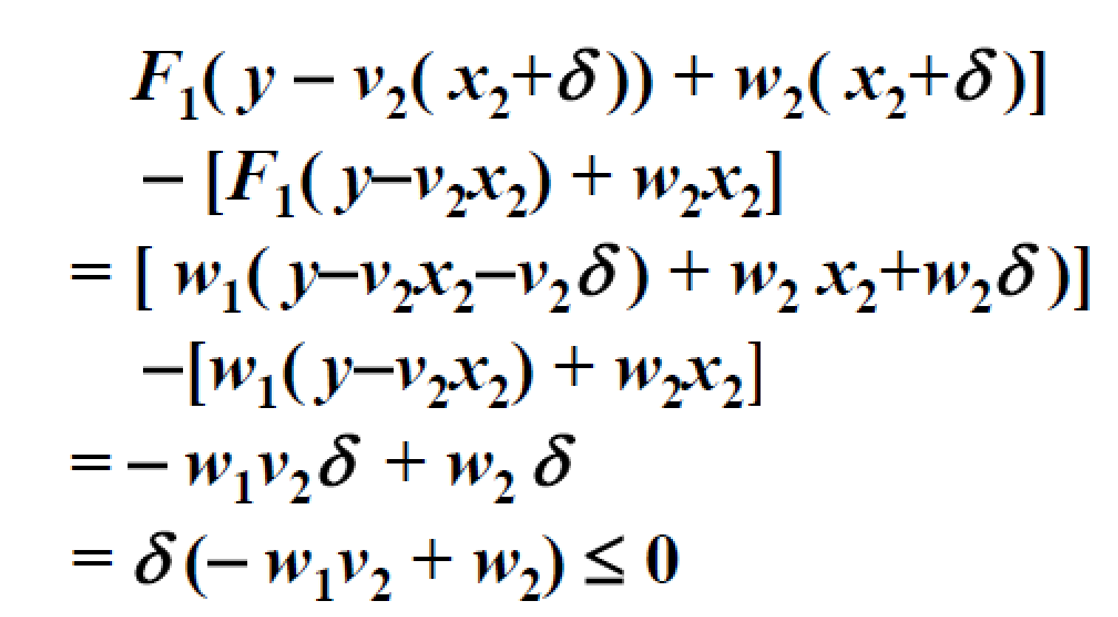 F₁( y – v₂( x₂+δ)) + w₂( x₂+δ)]
– [F₁( y–v₂x₂) + w₂x₂]
= [ w₁( y–v₂x₂–v₂δ) + w₂ x₂+w₂δ)]
–[w₁( y–v₂x₂) + w₂x₂]
= – w₁v₂δ + w₂ δ
= δ(– w₁v₂ + w₂) ≤ 0